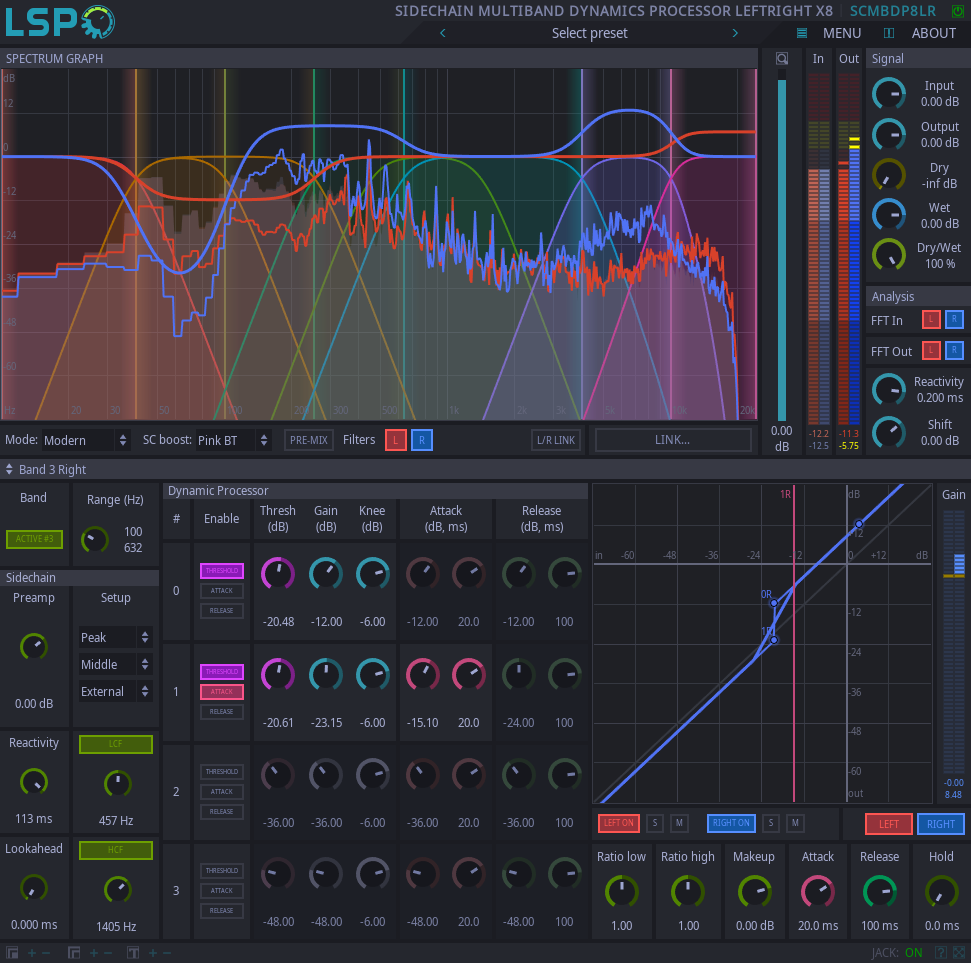 LSP
SIDECHAIN MULTIBAND DYNAMICS PROCESSOR LEFTRIGHT X8 SCMBDP8LR
Select preset
MENU
ABOUT
SPECTRUM GRAPH
In Out
Signal
dB
12
0
-12
-24
-36
-48
-60
Hz 20 30 50 100 200 300 500 1k 2k 3k 5k 10k 20k
0.00
dB
-12.2 -11.3
-12.5 -5.75
Input
0.00 dB
Output
0.00 dB
Dry
-inf dB
Wet
0.00 dB
Dry/Wet
100 %
Analysis
FFT In L R
FFT Out L R
Reactivity
0.200 ms
Shift
0.00 dB
Mode: Modern SC boost: Pink BT PRE-MIX Filters L R L/R LINK LINK...
Band 3 Right
Band
ACTIVE #3
Range (Hz)
100
632
Sidechain
Preamp
0.00 dB
Setup
Peak
Middle
External
Reactivity
113 ms
LCF
457 Hz
Lookahead
0.000 ms
HCF
1405 Hz
Dynamic Processor
# Enable Thresh (dB) Gain (dB) Knee (dB) Attack (dB, ms) Release (dB, ms)
0
THRESHOLD
ATTACK
RELEASE
-20.48 -12.00 -6.00 -12.00 20.0 -12.00 100
1
THRESHOLD
ATTACK
RELEASE
-20.61 -23.15 -6.00 -15.10 20.0 -24.00 100
2
THRESHOLD
ATTACK
RELEASE
-36.00 -36.00 -6.00 -36.00 20.0 -36.00 100
3
THRESHOLD
ATTACK
RELEASE
-48.00 -48.00 -6.00 -48.00 20.0 -48.00 100
1R dB
+12
in -60 -48 -36 -24 -12 0 +12 dB
0R
-12
1R
-24
-36
-48
-60
out
Gain
-0.00
8.48
LEFT ON S M RIGHT ON S M LEFT RIGHT
Ratio low Ratio high Makeup Attack Release Hold
1.00 1.00 0.00 dB 20.0 ms 100 ms 0.0 ms
JACK: ON